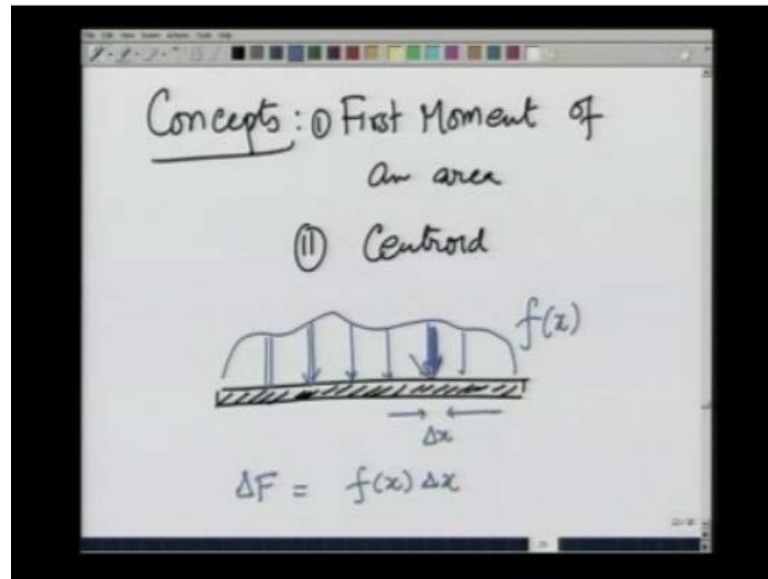 Concepts : (i) First Moment of
an area
(ii) Centroid
f(x)
Δx
ΔF = f(x) Δx